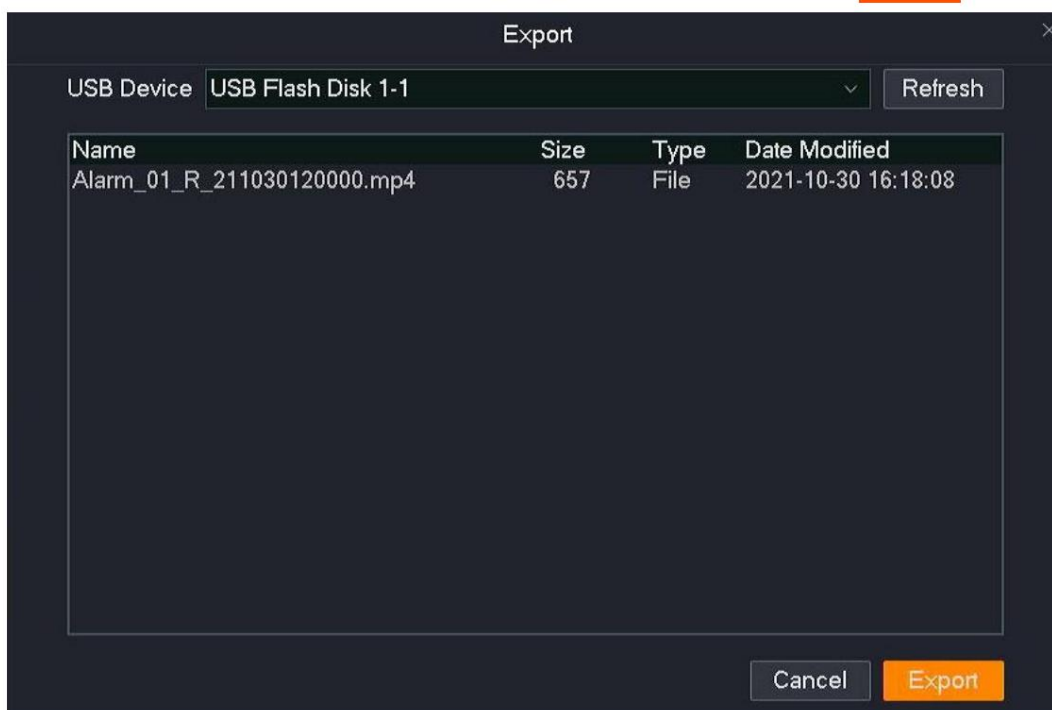 Export
USB Device USB Flash Disk 1-1 Refresh
Name Size Type Date Modified
Alarm_01_R_211030120000.mp4 657 File 2021-10-30 16:18:08
Cancel Export